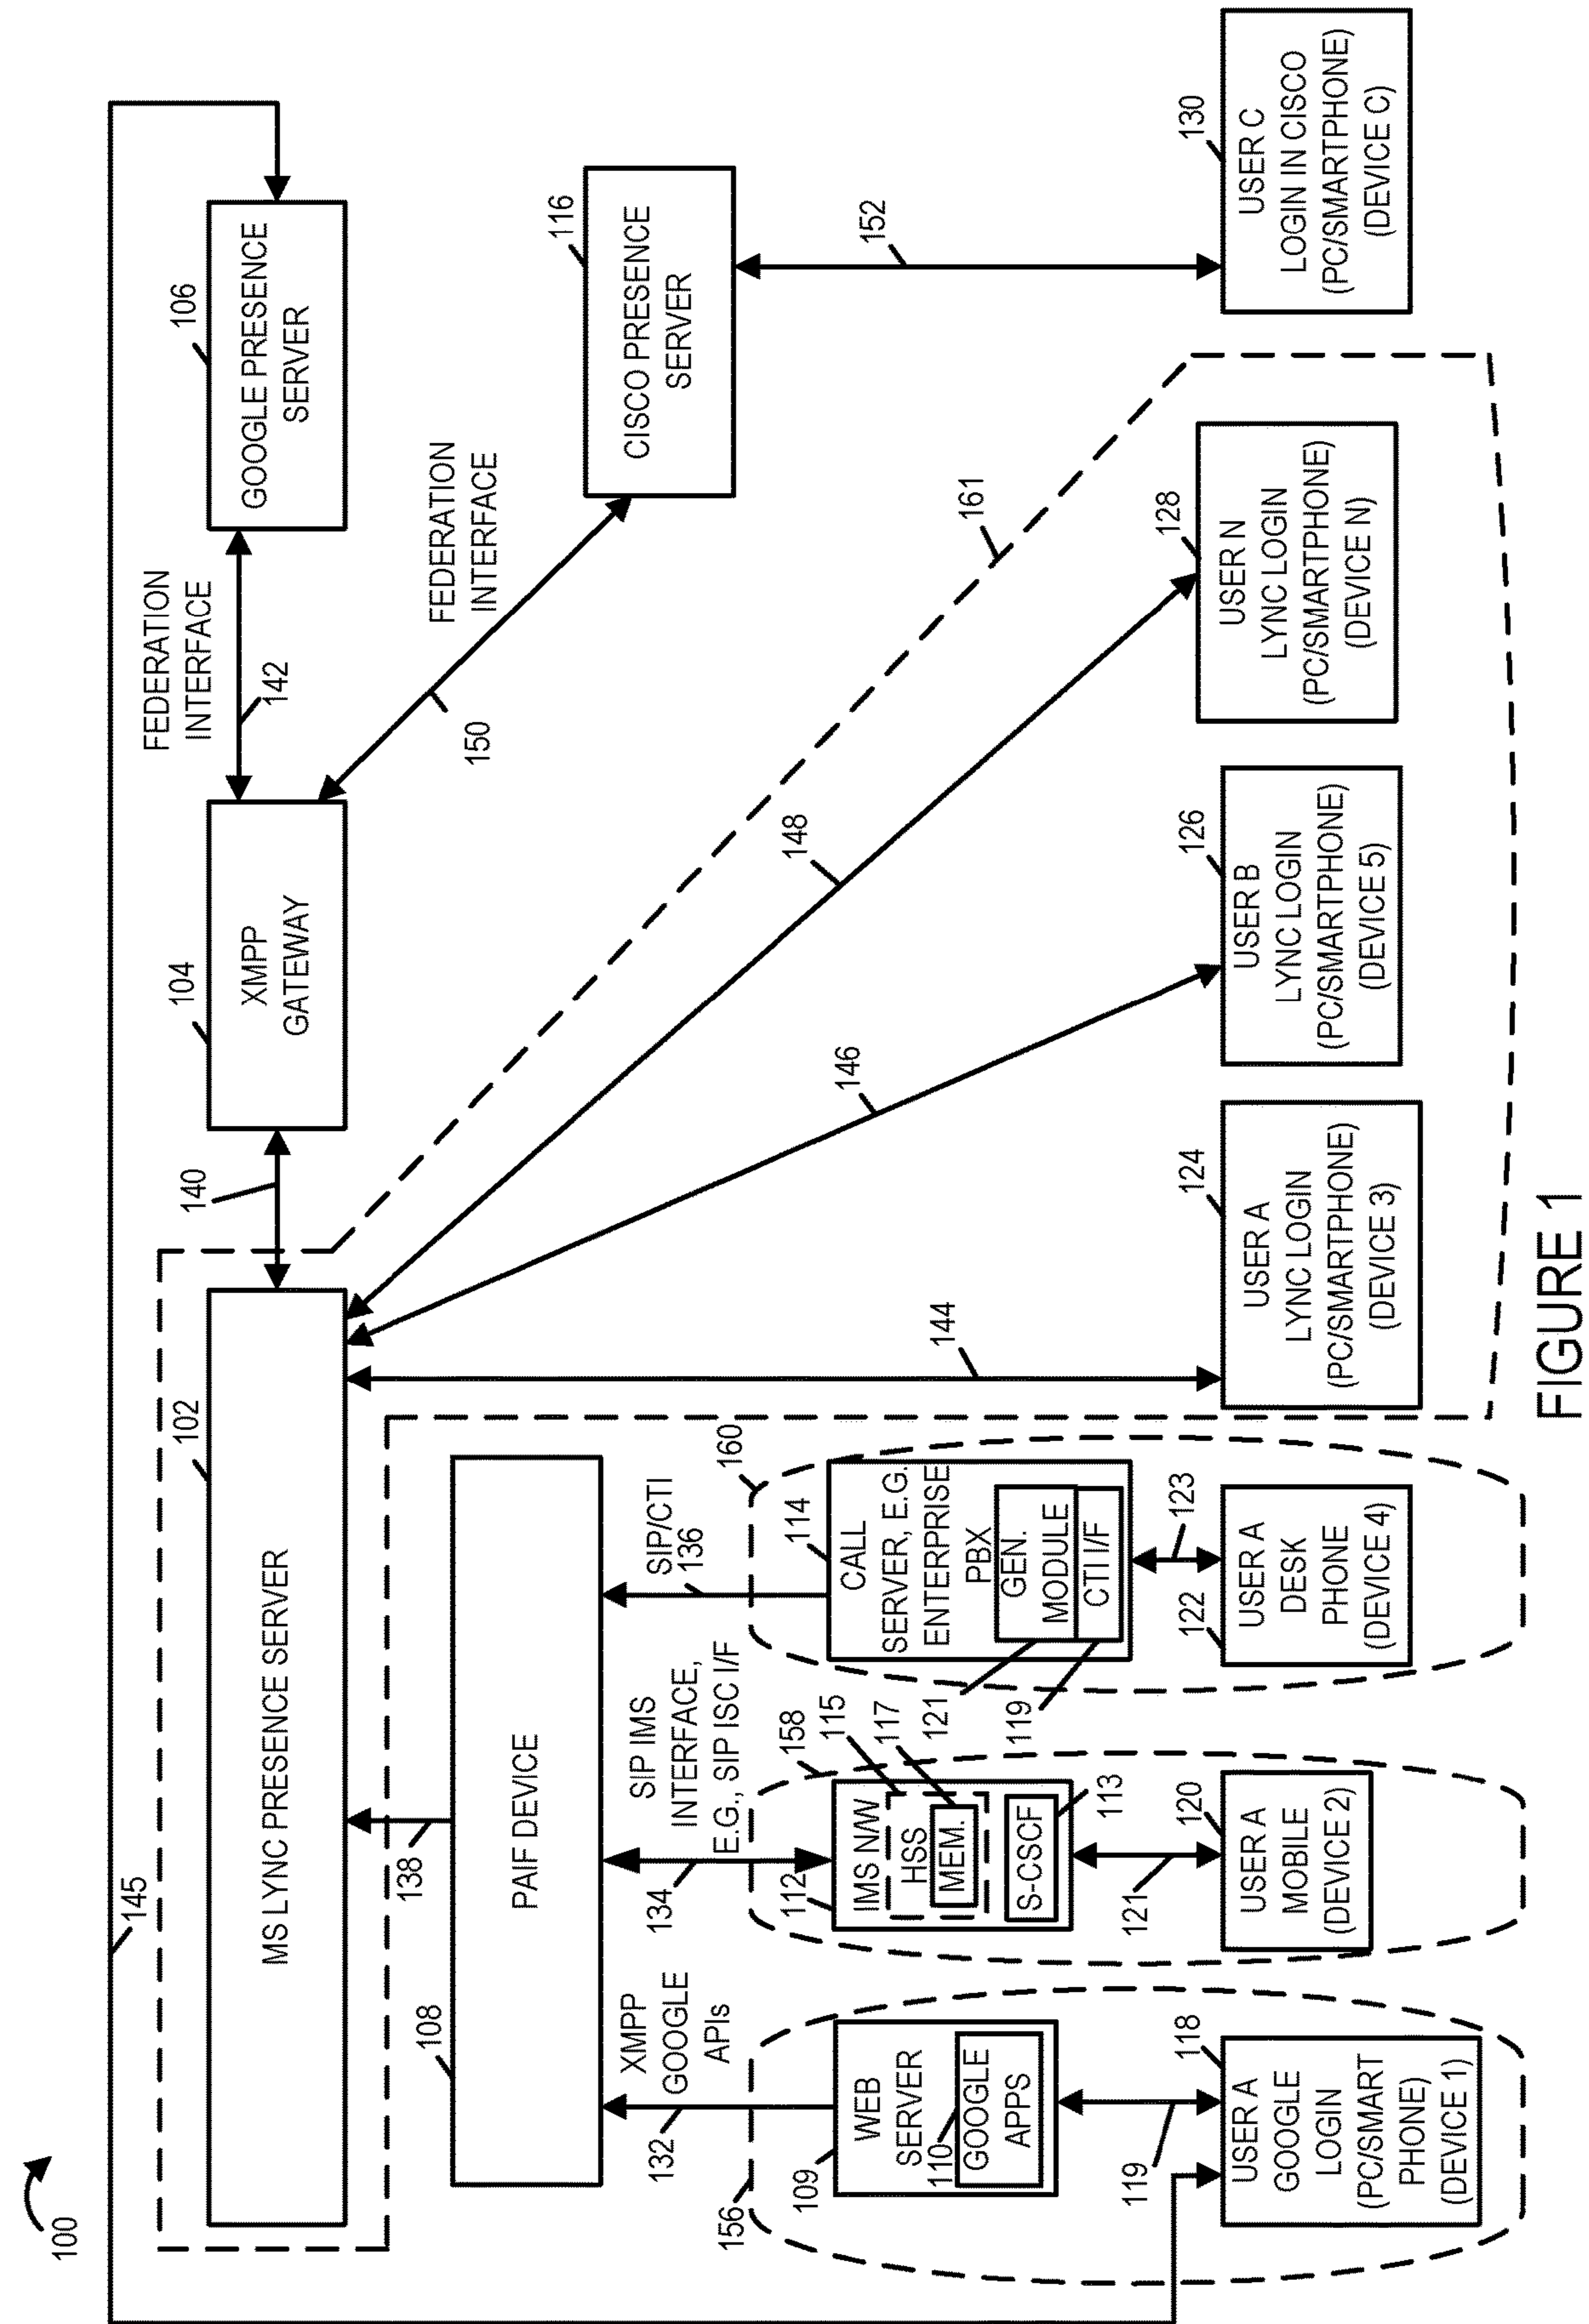 100
145
102
MS LYNC PRESENCE SERVER
140
104
XMPP
GATEWAY
FEDERATION
INTERFACE
142
106
GOOGLE PRESENCE
SERVER
138
108
PAIF DEVICE
150
FEDERATION
INTERFACE
116
CISCO PRESENCE
SERVER
132
XMPP
GOOGLE
APIs
134
SIP IMS
INTERFACE,
E.G., SIP ISC I/F
SIP/CTI
136
144
146
148
161
152
156
109
WEB
SERVER
110
GOOGLE
APPS
158
112
IMS N/W
HSS
MEM.
S-CSCF
115
117
113
160
114
CALL
SERVER, E.G.
ENTERPRISE
PBX
GEN.
MODULE
CTI I/F
121
119
119
118
USER A
GOOGLE
LOGIN
(PC/SMART
PHONE)
(DEVICE 1)
121
120
USER A
MOBILE
(DEVICE 2)
123
122
USER A
DESK
PHONE
(DEVICE 4)
124
USER A
LYNC LOGIN
(PC/SMARTPHONE)
(DEVICE 3)
126
USER B
LYNC LOGIN
(PC/SMARTPHONE)
(DEVICE 5)
128
USER N
LYNC LOGIN
(PC/SMARTPHONE)
(DEVICE N)
130
USER C
LOGIN IN CISCO
(PC/SMARTPHONE)
(DEVICE C)
FIGURE 1